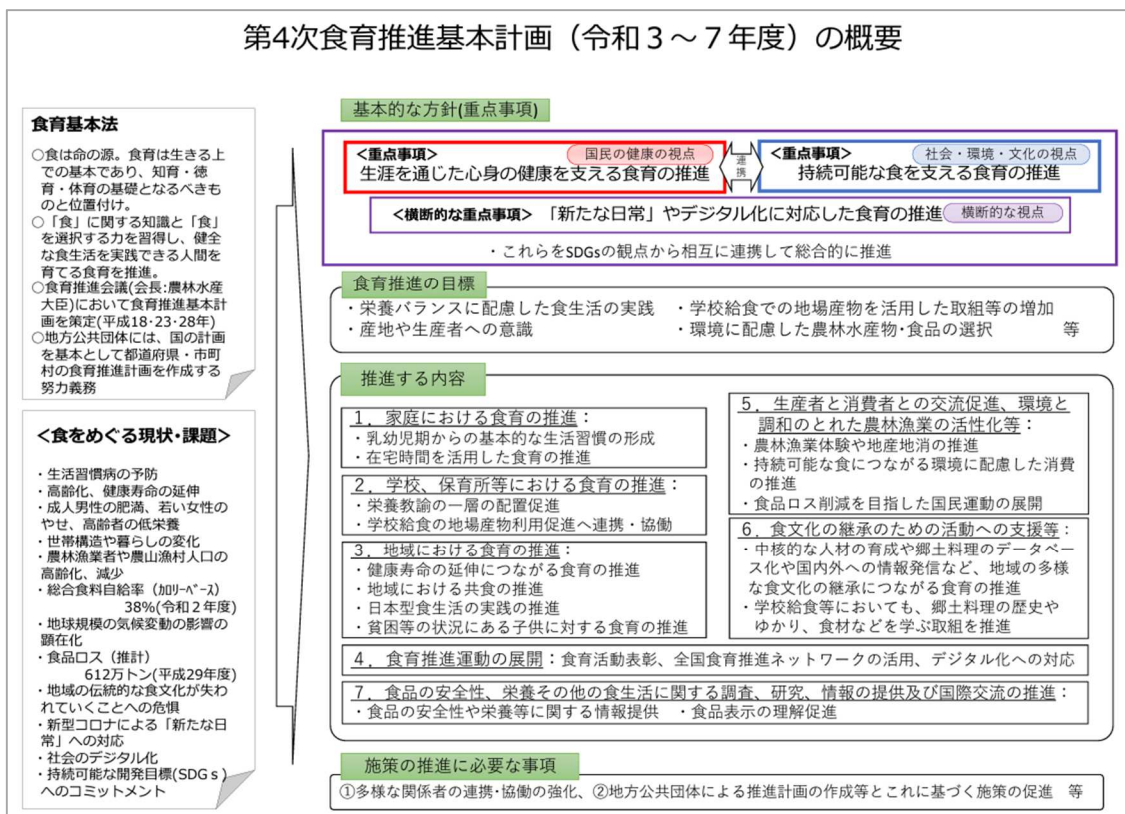 第4次食育推進基本計画（令和３～７年度）の概要
食育基本法
○食は命の源。食育は生きる上
での基本であり、知育・徳
育・体育の基礎となるべきも
のと位置付け。
○「食」に関する知識と「食」
を選択する力を習得し、健全
な食生活を実践できる人間を
育てる食育を推進。
○食育推進会議(会長:農林水産
大臣)において食育推進基本計
画を策定(平成18･23･28年)
○地方公共団体には、国の計画
を基本として都道府県・市町
村の食育推進計画を作成する
努力義務
＜食をめぐる現状･課題＞
・生活習慣病の予防
・高齢化、健康寿命の延伸
・成人男性の肥満、若い女性の
やせ、高齢者の低栄養
・世帯構造や暮らしの変化
・農林漁業者や農山漁村人口の
高齢化、減少
・総合食料自給率（ｶﾛﾘｰﾍﾞｰｽ）
38%(令和２年度)
・地球規模の気候変動の影響の
顕在化
・食品ロス（推計）
612万トン(平成29年度)
・地域の伝統的な食文化が失わ
れていくことへの危惧
・新型コロナによる「新たな日
常」への対応
・社会のデジタル化
・持続可能な開発目標(SDGｓ)
へのコミットメント
基本的な方針(重点事項)
<重点事項>
国民の健康の視点
生涯を通じた心身の健康を支える食育の推進
連携
<重点事項>
社会・環境・文化の視点
持続可能な食を支える食育の推進
<横断的な重点事項> 「新たな日常」やデジタル化に対応した食育の推進
横断的な視点
・これらをSDGsの観点から相互に連携して総合的に推進
食育推進の目標
・栄養バランスに配慮した食生活の実践 ・学校給食での地場産物を活用した取組等の増加
・産地や生産者への意識 ・環境に配慮した農林水産物･食品の選択 等
推進する内容
１．家庭における食育の推進：
・乳幼児期からの基本的な生活習慣の形成
・在宅時間を活用した食育の推進
２．学校、保育所等における食育の推進：
・栄養教諭の一層の配置促進
・学校給食の地場産物利用促進へ連携・協働
３．地域における食育の推進：
・健康寿命の延伸につながる食育の推進
・地域における共食の推進
・日本型食生活の実践の推進
・貧困等の状況にある子供に対する食育の推進
５．生産者と消費者との交流促進、環境と
調和のとれた農林漁業の活性化等：
・農林漁業体験や地産地消の推進
・持続可能な食につながる環境に配慮した消費
の推進
・食品ロス削減を目指した国民運動の展開
６．食文化の継承のための活動への支援等：
・中核的な人材の育成や郷土料理のデータベー
ス化や国内外への情報発信など、地域の多様
な食文化の継承につながる食育の推進
・学校給食等においても、郷土料理の歴史や
ゆかり、食材などを学ぶ取組を推進
４．食育推進運動の展開：食育活動表彰、全国食育推進ネットワークの活用、デジタル化への対応
７．食品の安全性、栄養その他の食生活に関する調査、研究、情報の提供及び国際交流の推進：
・食品の安全性や栄養等に関する情報提供 ・食品表示の理解促進
施策の推進に必要な事項
①多様な関係者の連携･協働の強化、②地方公共団体による推進計画の作成等とこれに基づく施策の促進 等